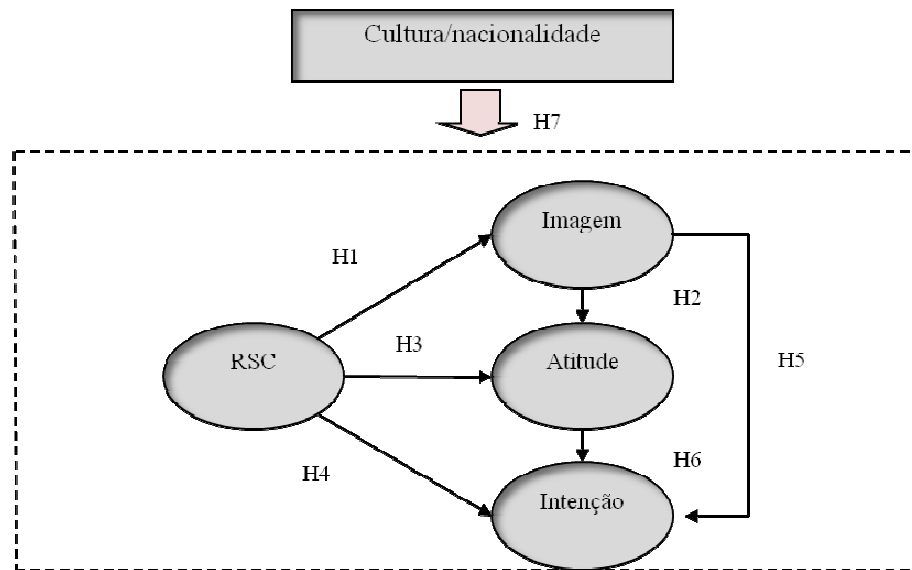 Cultura/nacionalidade
H7
Imagem
H1
H2
H3
RSC
Atitude
H5
H4
H6
Intenção